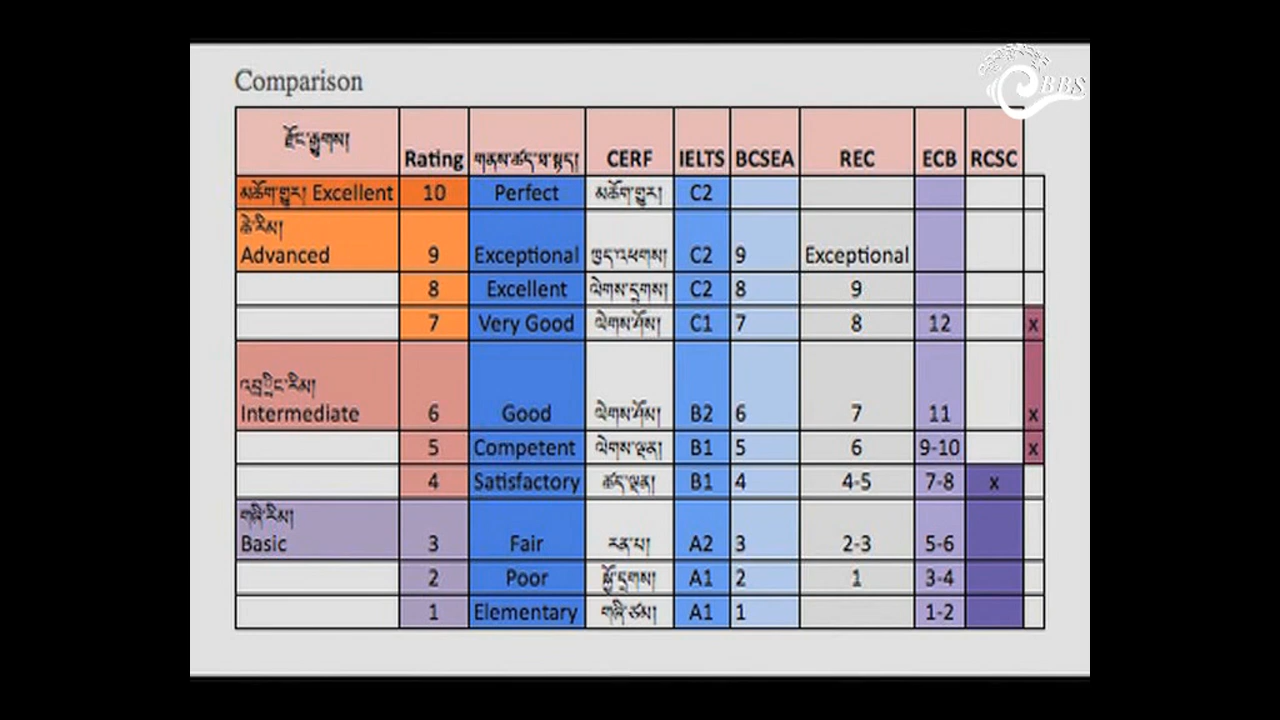 BBS
Comparison
རྫོང་རྒྱུགས། Rating གནས་ཚད་ཕ་སྤད། CERF IELTS BCSEA REC ECB RCSC
མཆོག་གྱུར། Excellent 10 Perfect མཆོག་གྱུར། C2
ཆེ་རིམ།
Advanced 9 Exceptional ཁྱད་འཕགས། C2 9 Exceptional
8 Excellent ལེགས་དྲགས། C2 8 9
7 Very Good ལེགས་ཤོས། C1 7 8 12 x
འབྲིང་རིམ།
Intermediate 6 Good ལེགས་ཤོམ། B2 6 7 11 x
5 Competent ལེགས་ལྡན། B1 5 6 9-10 x
4 Satisfactory ཚད་ལྡན། B1 4 4-5 7-8 x
གཞི་རིམ།
Basic 3 Fair རན་པ། A2 3 2-3 5-6
2 Poor སྐྱོ་དྲགས། A1 2 1 3-4
1 Elementary གཞི་ཙམ། A1 1 1-2